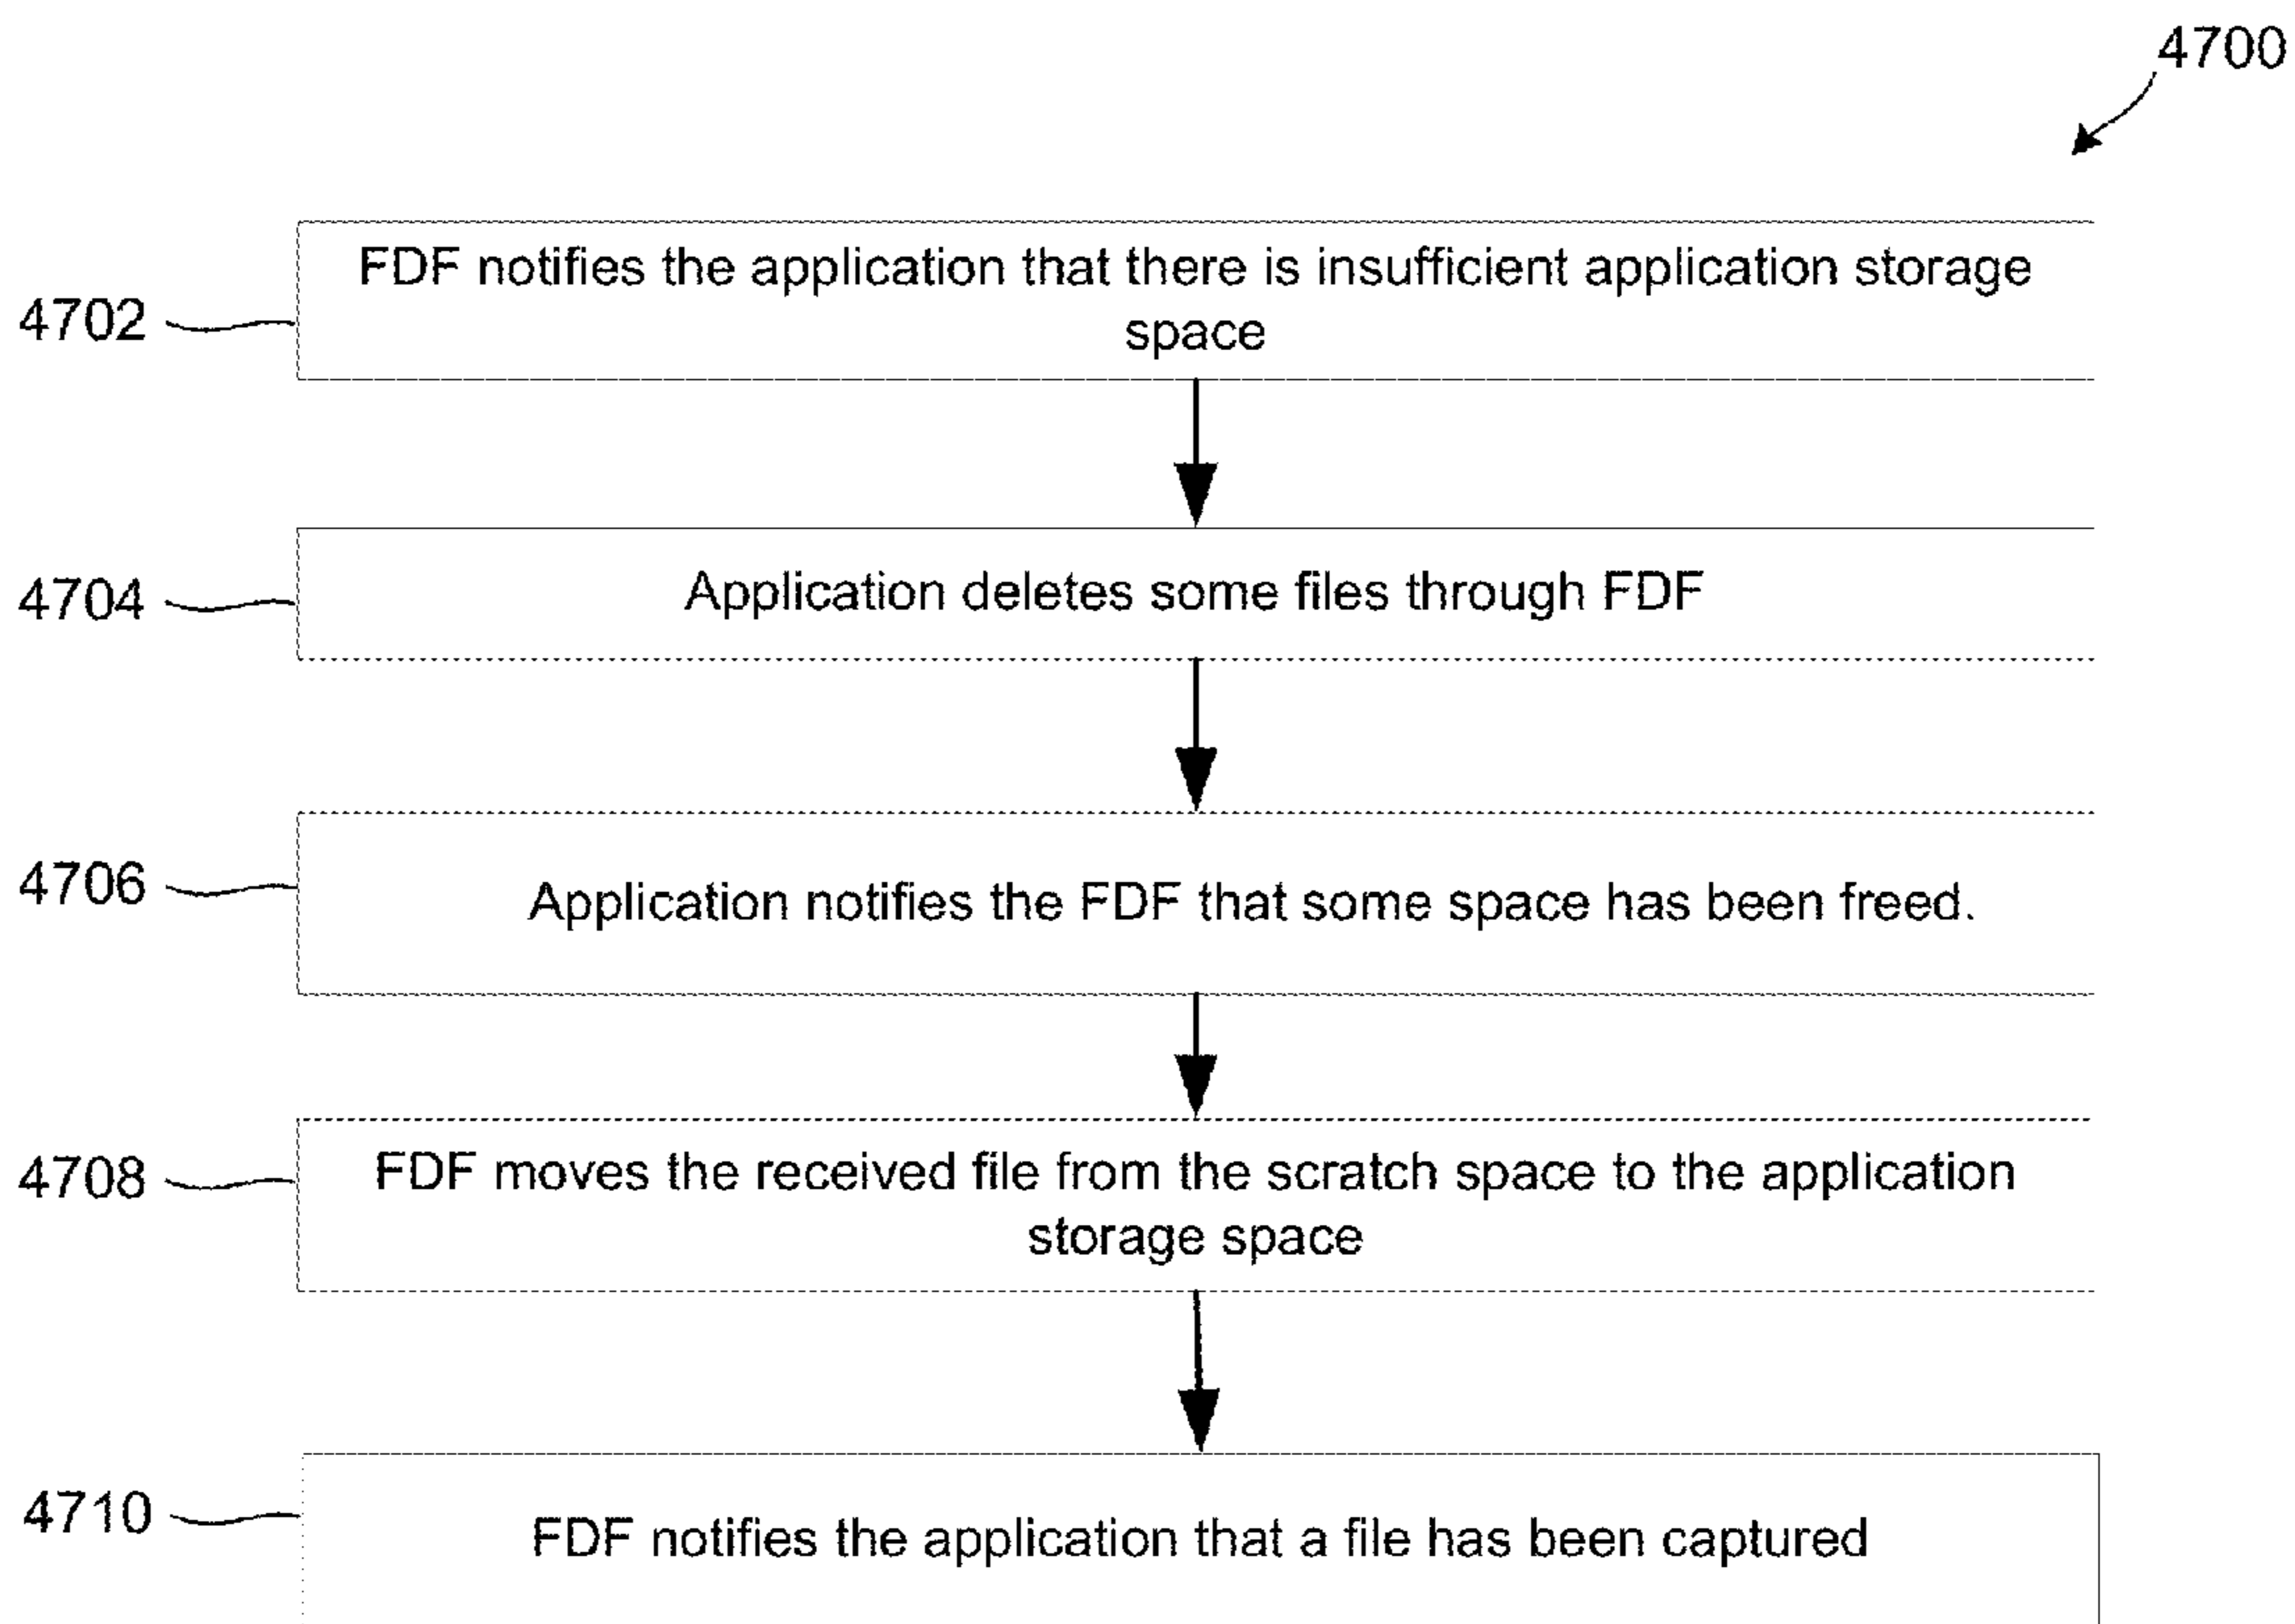 4700
FDF notifies the application that there is insufficient application storage
space
4702
Application deletes some files through FDF
4704
4706
Application notifies the FDF that some space has been freed.
FDF moves the received file from the scratch space to the application
4708
storage space
4710
FDF notifies the application that a file has been captured